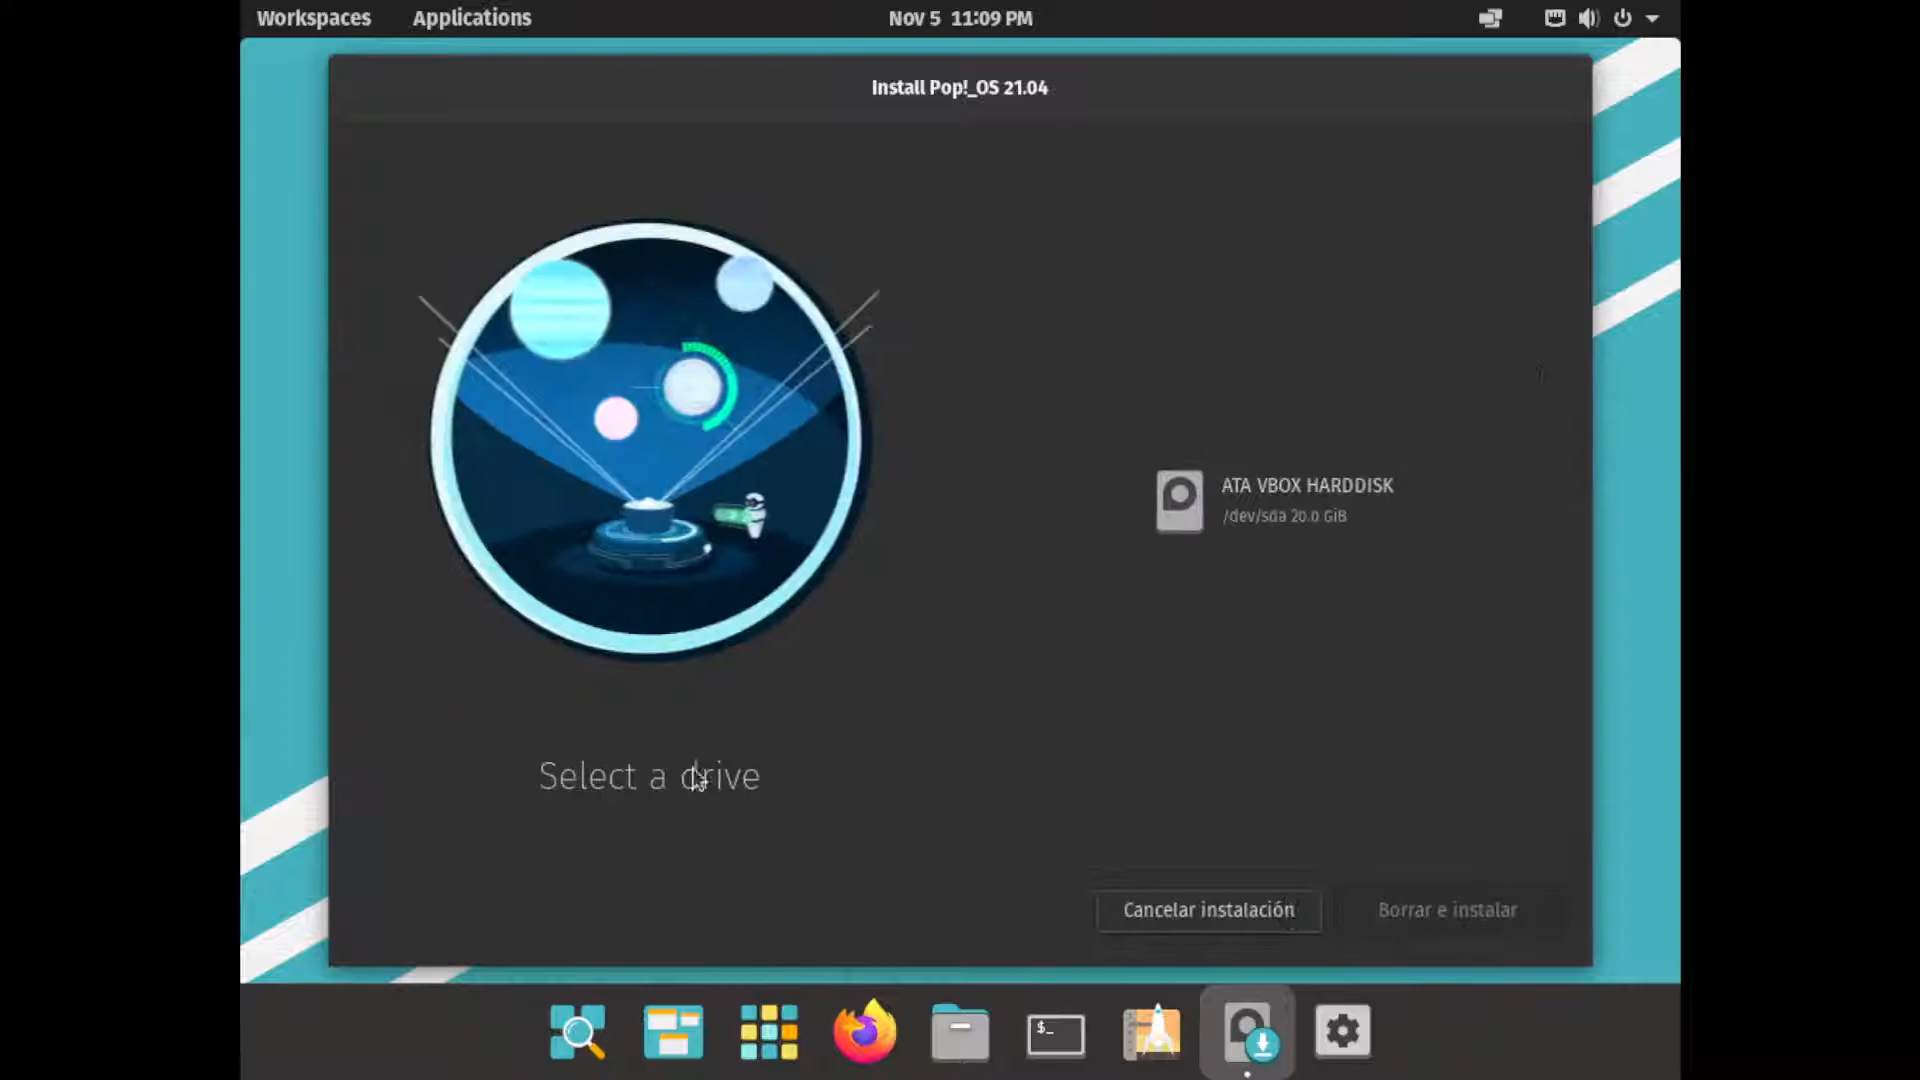 Workspaces
Applications
Nov 5 11:09 PM
Install Pop!_OS 21.04
ATA VBOX HARDDISK
/dev/sda 20.0 GiB
Select a drive
Cancelar instalación
Borrar e instalar
$_